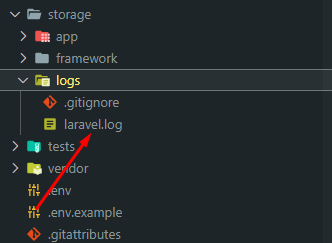 storage
app
framework
logs
.gitignore
laravel.log
tests
vendor
.env
.env.example
.gitattributes